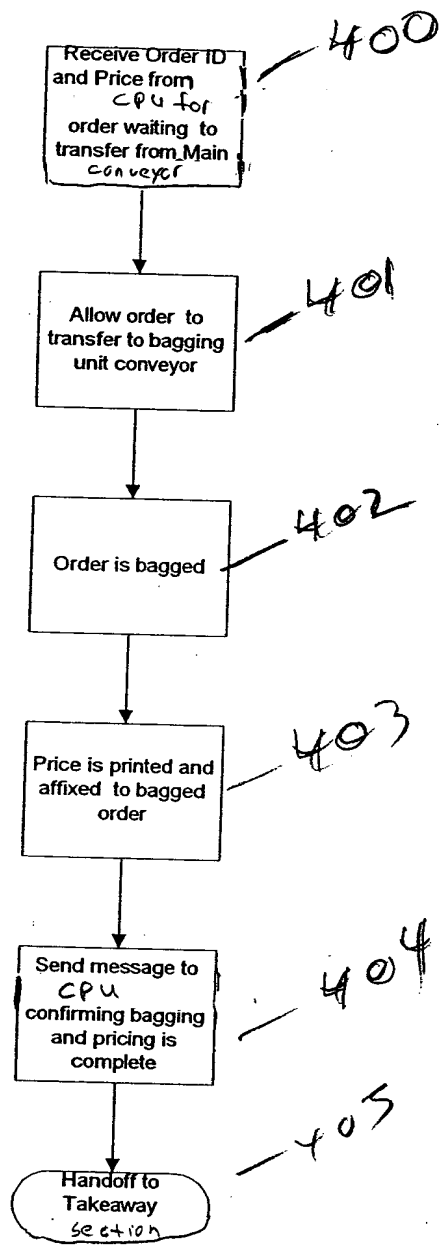 Receive Order ID
400
and Price from
CPU for
order waiting to
transfer from Main
conveyor
401
Allow order to
transfer to bagging
unit conveyor
402
Order is bagged
403
Price is printed and
affixed to bagged
order
404
Send message to
CPU
confirming bagging
and pricing is
complete
405
Handoff to
Takeaway
section